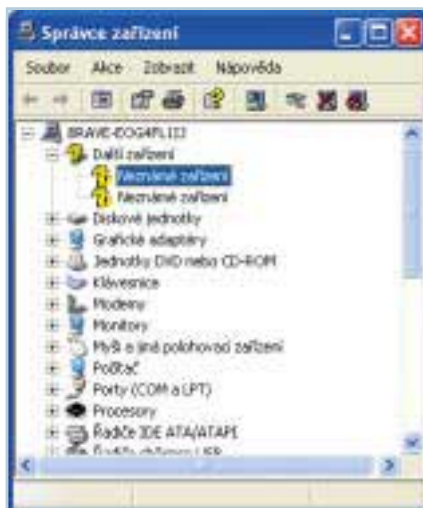 Správce zařízení
Soubor Akce Zobrazit Nápověda
Další zařízení
Neznámé zařízení
Neznámé zařízení
Diskové jednotky
Grafické adaptéry
Jednotky DVD nebo CD-ROM
Klávesnice
Modemy
Monitory
Myši a jiné polohovací zařízení
Počítač
Porty (COM a LPT)
Procesory
Řadiče IDE ATA/ATAPI